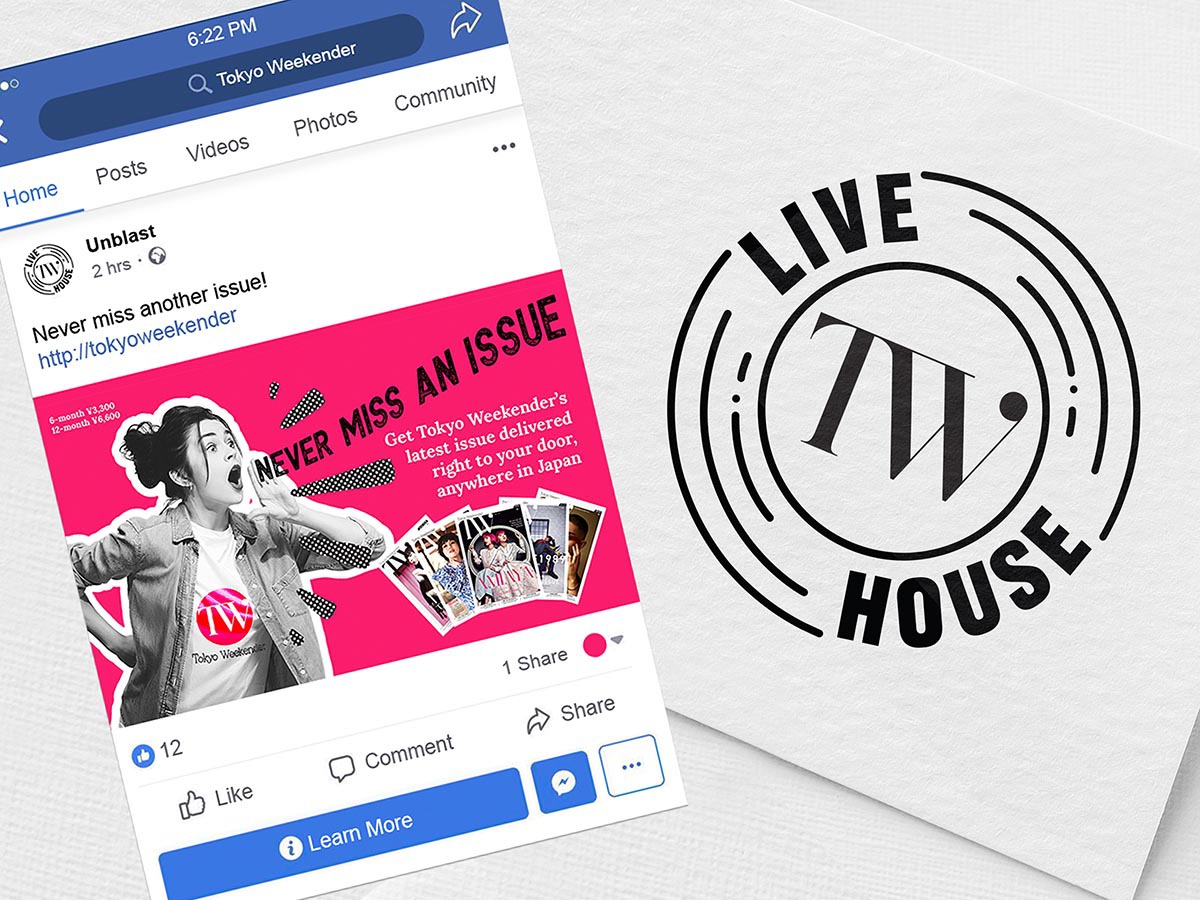 6:22 PM
Tokyo Weekender
Home
Posts
Videos
Photos
Community
LIVE
TW
HOUSE
Unblast
2 hrs ·
Never miss another issue!
http://tokyoweekender
6-month ¥3,300
12-month ¥6,600
NEVER MISS AN ISSUE
Get Tokyo Weekender's
latest issue delivered
right to your door,
anywhere in Japan
TW
Tokyo Weekender
1 Share
12
Like
Comment
Share
Learn More
LIVE
TW.
HOUSE